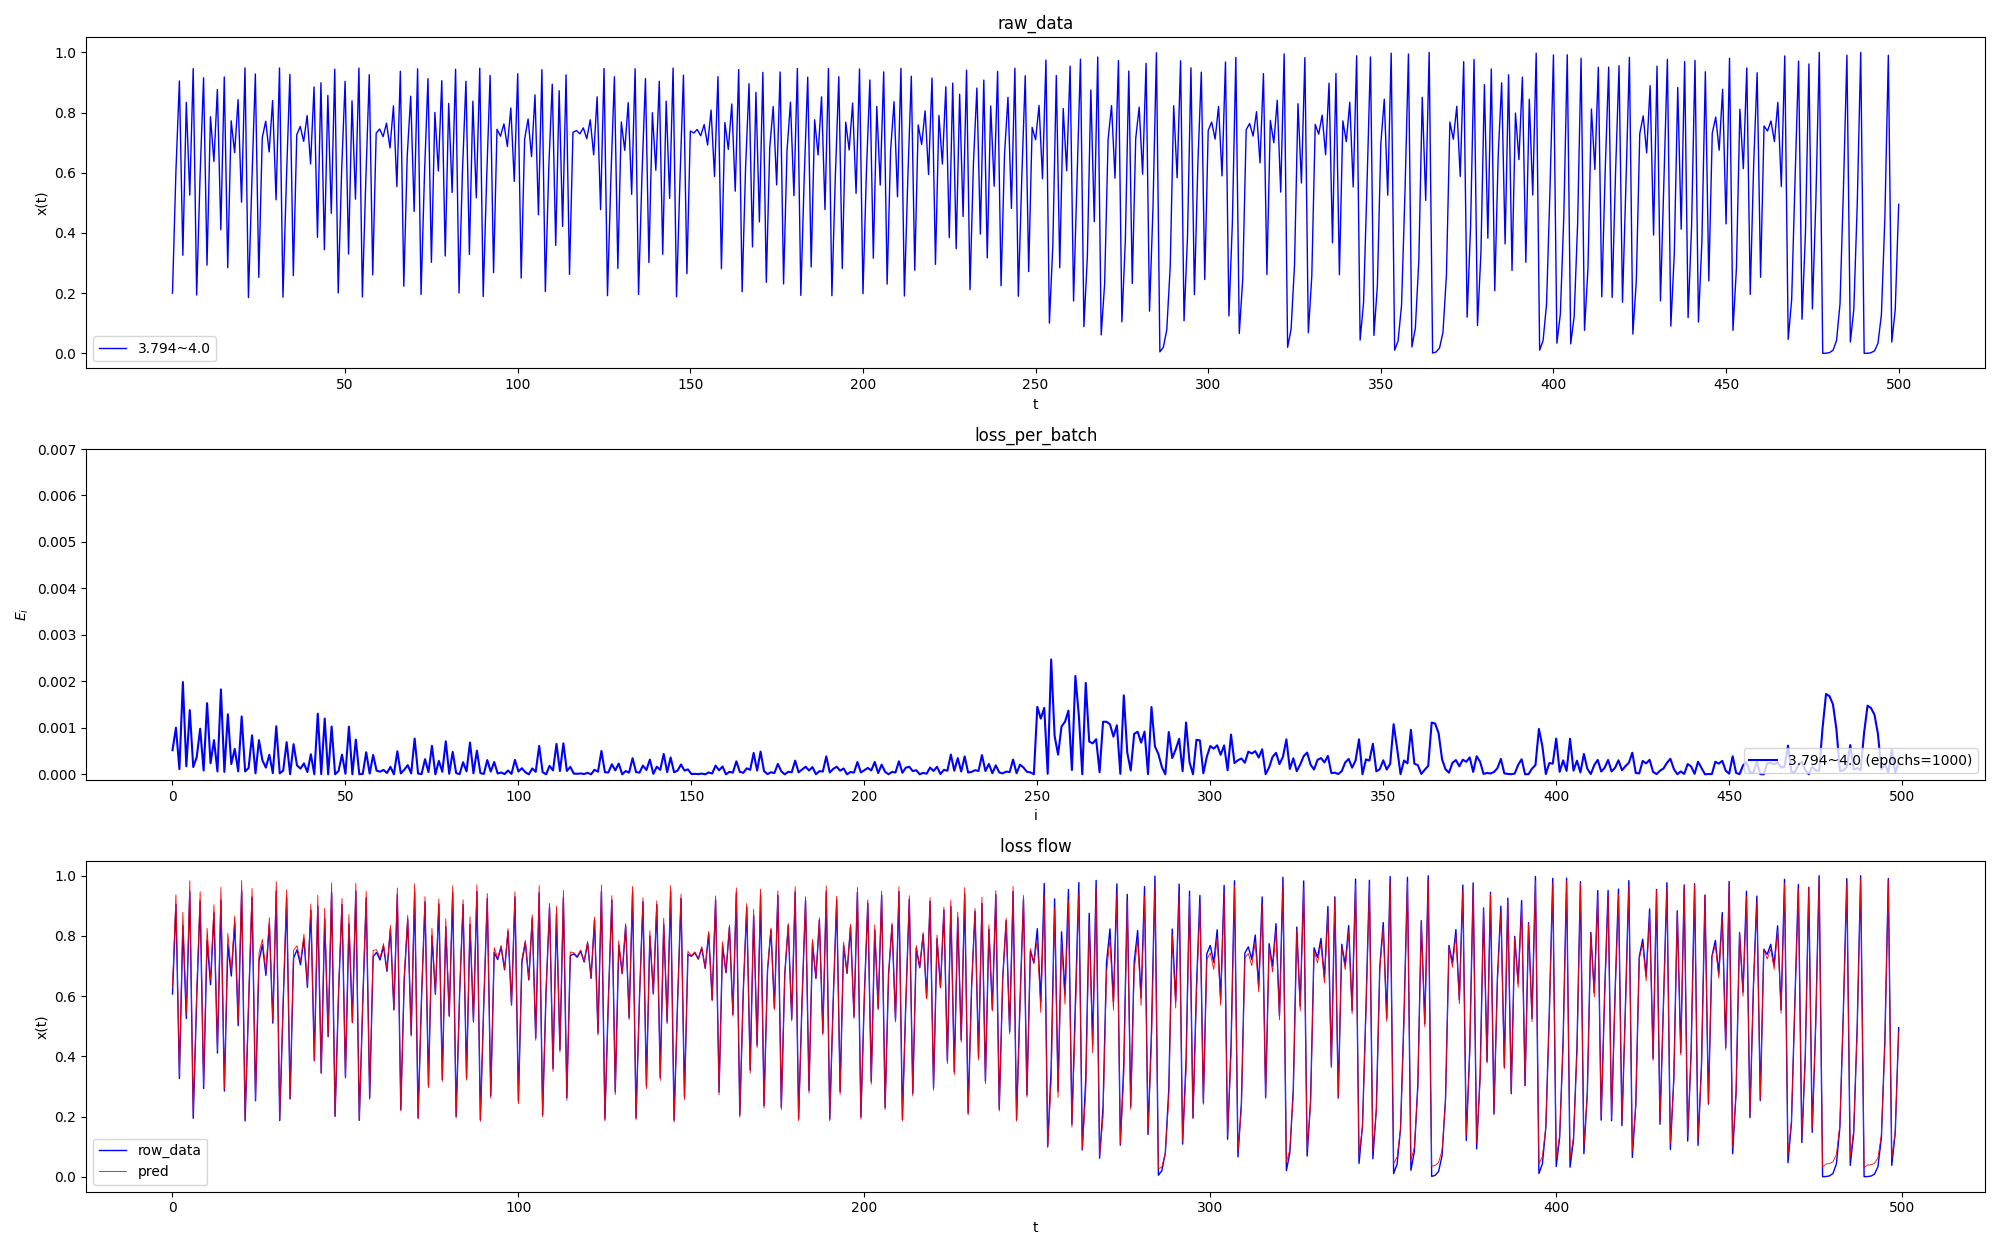 raw_data
1.0
0.8
0.6
0.4
0.2
0.0
x(t)
3.794~4.0
50 100 150 200 250 300 350 400 450 500
t
loss_per_batch
0.007
0.006
0.005
0.004
0.003
0.002
0.001
0.000
E_i
3.794~4.0 (epochs=1000)
0 50 100 150 200 250 300 350 400 450 500
i
loss flow
1.0
0.8
0.6
0.4
0.2
0.0
x(t)
row_data
pred
0 100 200 300 400 500
t